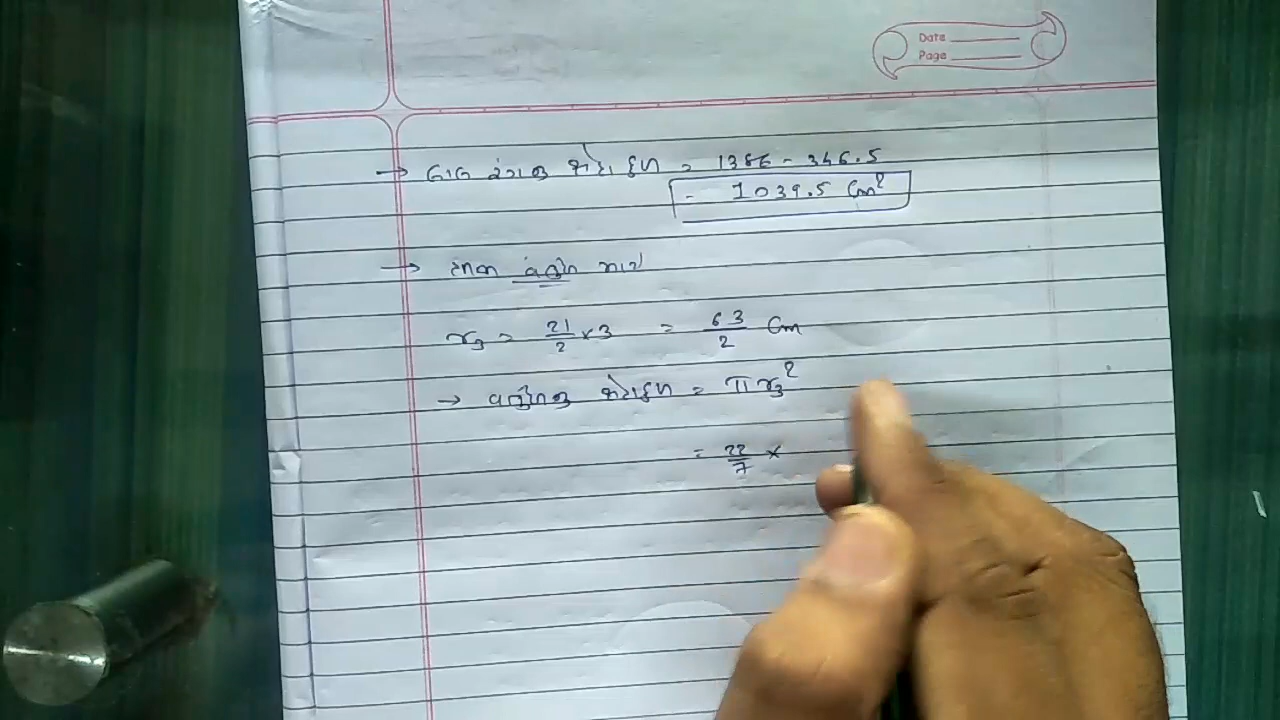 Date
Page
→ લાલ રંગનું ક્ષેત્રફળ = 1386 - 346.5
= 1039.5 cm²
→ ત્રીજા વર્તુળ માટે
r₃ = 21/2 × 3 = 63/2 cm
→ વર્તુળનું ક્ષેત્રફળ = πr₃²
= 22/7 ×